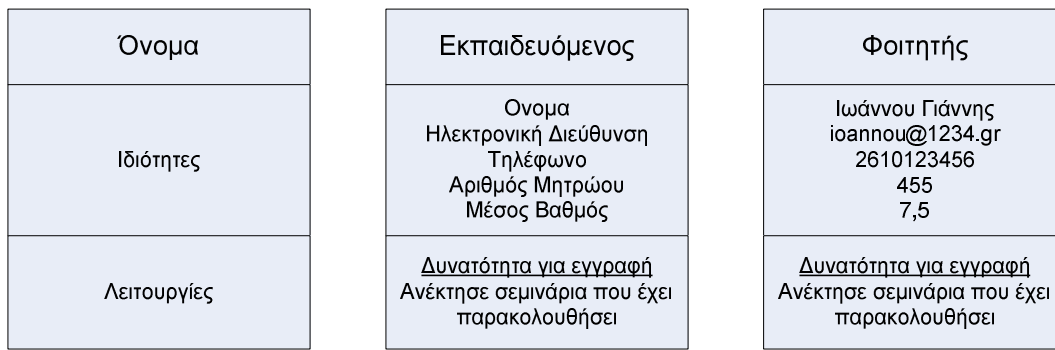 Όνομα
Ιδιότητες
Λειτουργίες
Εκπαιδευόμενος
Ονομα
Ηλεκτρονική Διεύθυνση
Τηλέφωνο
Αριθμός Μητρώου
Μέσος Βαθμός
Δυνατότητα για εγγραφή
Ανέκτησε σεμινάρια που έχει
παρακολουθήσει
Φοιτητής
Ιωάννου Γιάννης
ioannou@1234.gr
2610123456
455
7,5
Δυνατότητα για εγγραφή
Ανέκτησε σεμινάρια που έχει
παρακολουθήσει